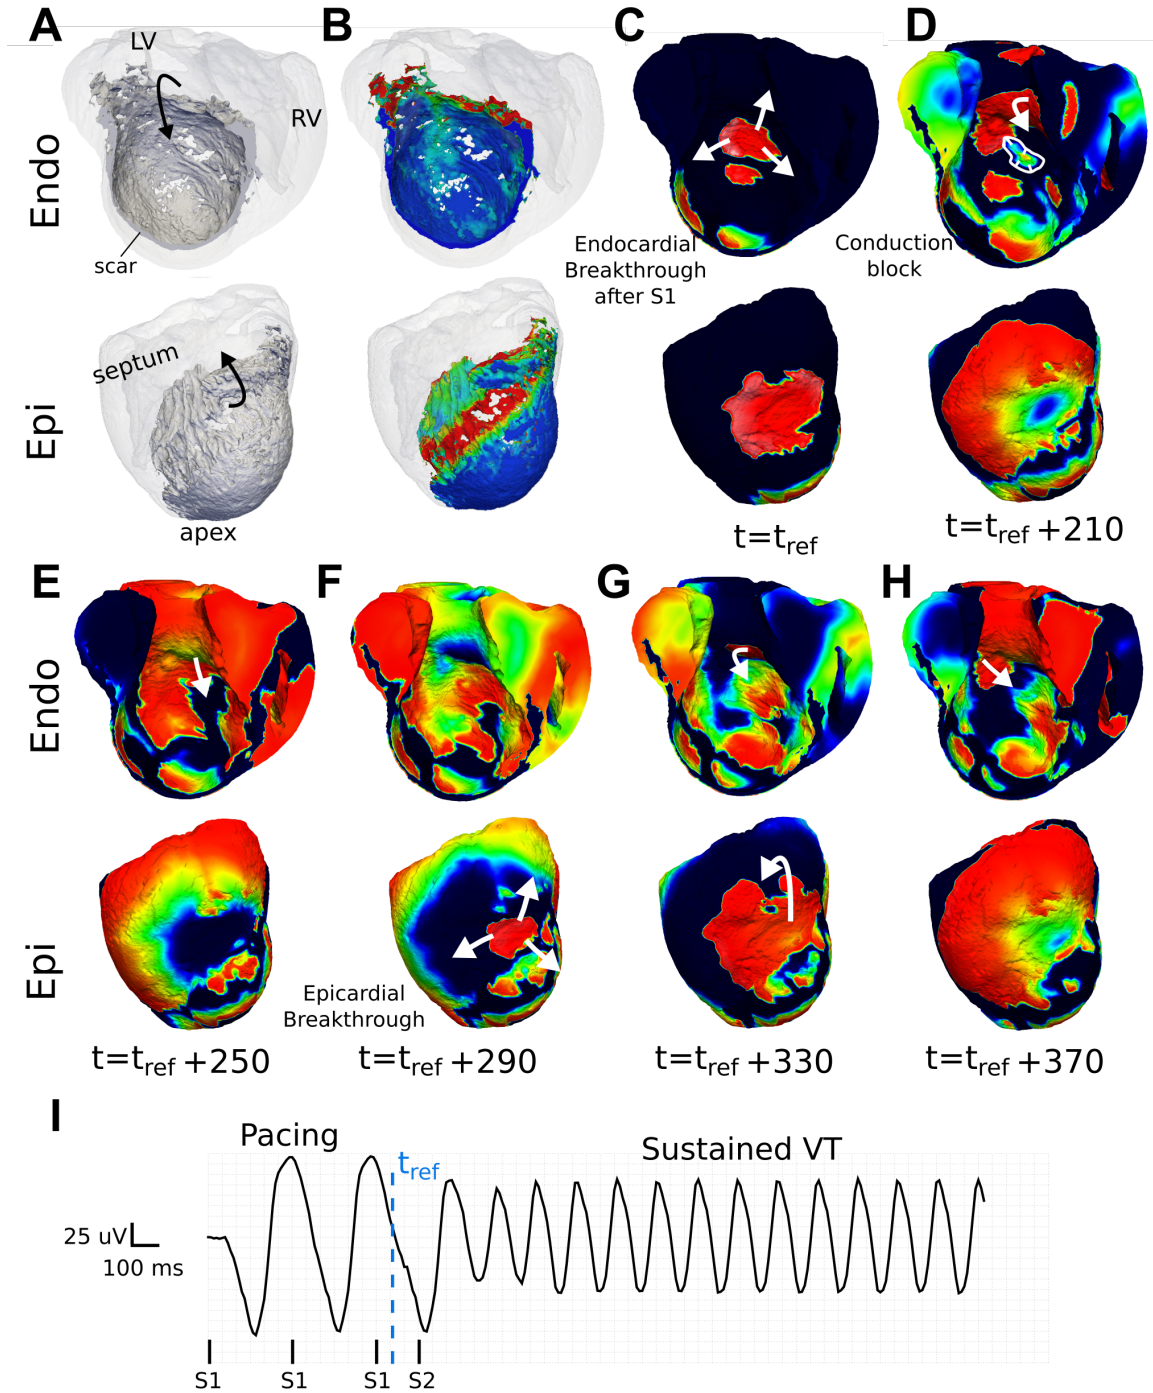 A
B
C
D
LV
RV
Endo
scar
Endocardial
Breakthrough
after S1
Conduction
block
septum
Epi
apex
t=tref
t=tref +210
E
F
G
H
Endo
Epi
Epicardial
Breakthrough
t=tref +250
t=tref +290
t=tref +330
t=tref +370
I
Pacing
Sustained VT
tref
25 uV
100 ms
S1
S1
S1
S2